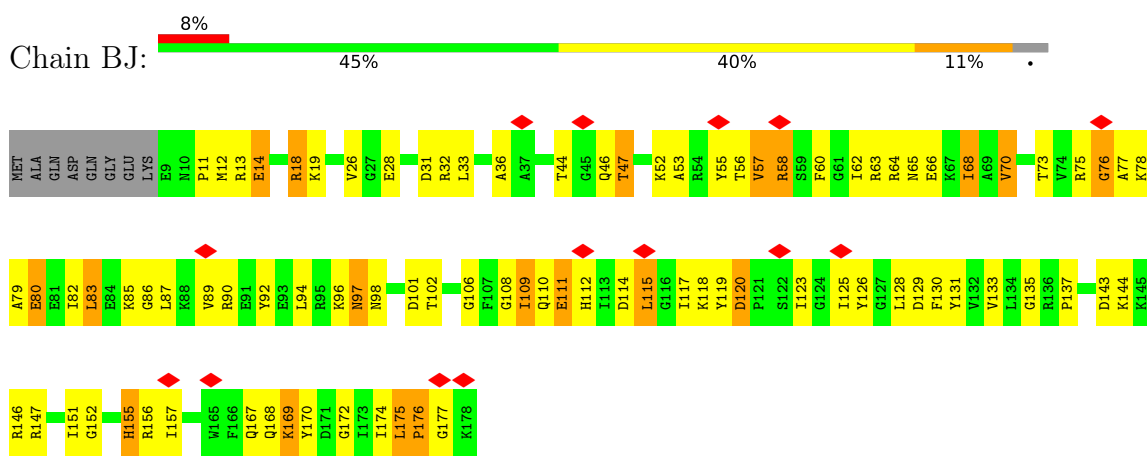 8%
Chain BJ:
45% 40% 11% •
MET ALA GLN ASP GLN GLY GLU LYS E9 N10 P11 M12 R13 E14 R18 K19 V26 G27 E28 D31 R32 L33 A36 A37 T44 G45 Q46 T47 K52 A53 R54 Y55 T56 V57 R58 S59 F60 G61 I62 R63 R64 N65 E66 K67 I68 A69 V70 T73 V74 R75 G76 A77 K78
A79 E80 E81 I82 L83 E84 K85 G86 L87 K88 V89 R90 E91 Y92 E93 L94 R95 K96 N97 N98 D101 T102 G106 F107 G108 I109 Q110 E111 H112 I113 D114 L115 G116 I117 K118 Y119 D120 P121 S122 I123 G124 I125 Y126 G127 L128 D129 F130 Y131 V132 V133 L134 G135 R136 P137 D143 K144 K145
R146 R147 I151 G152 H155 R156 I157 W165 F166 Q167 Q168 K169 Y170 D171 G172 I173 I174 L175 P176 G177 K178